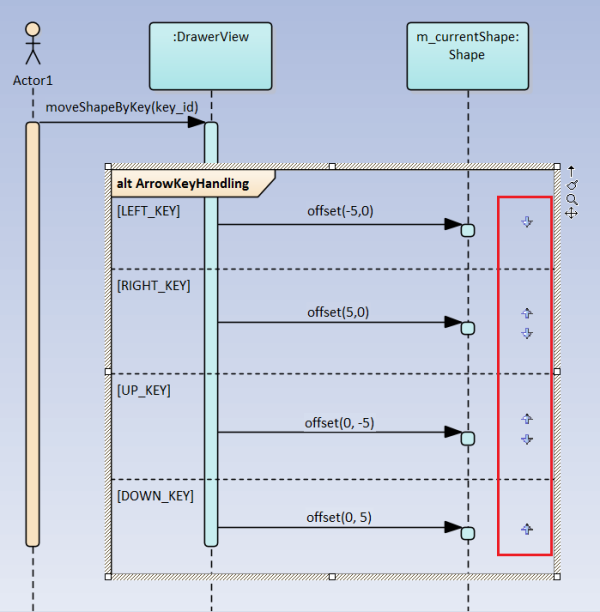 :DrawerView
m_currentShape:
Shape
Actor1
moveShapeByKey(key_id)
alt ArrowKeyHandling
[LEFT_KEY]
offset(-5,0)
[RIGHT_KEY]
offset(5,0)
[UP_KEY]
offset(0, -5)
[DOWN_KEY]
offset(0, 5)